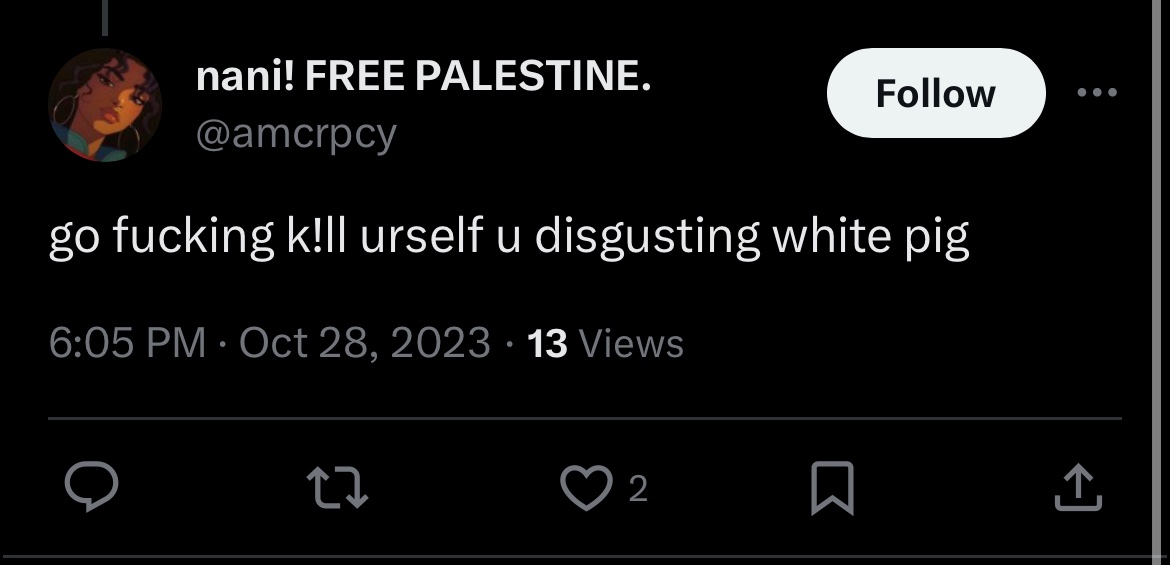 nani! FREE PALESTINE.
Follow
@amcrpcy
go fucking k!ll urself u disgusting white pig
6:05 PM · Oct 28, 2023 · 13 Views
2